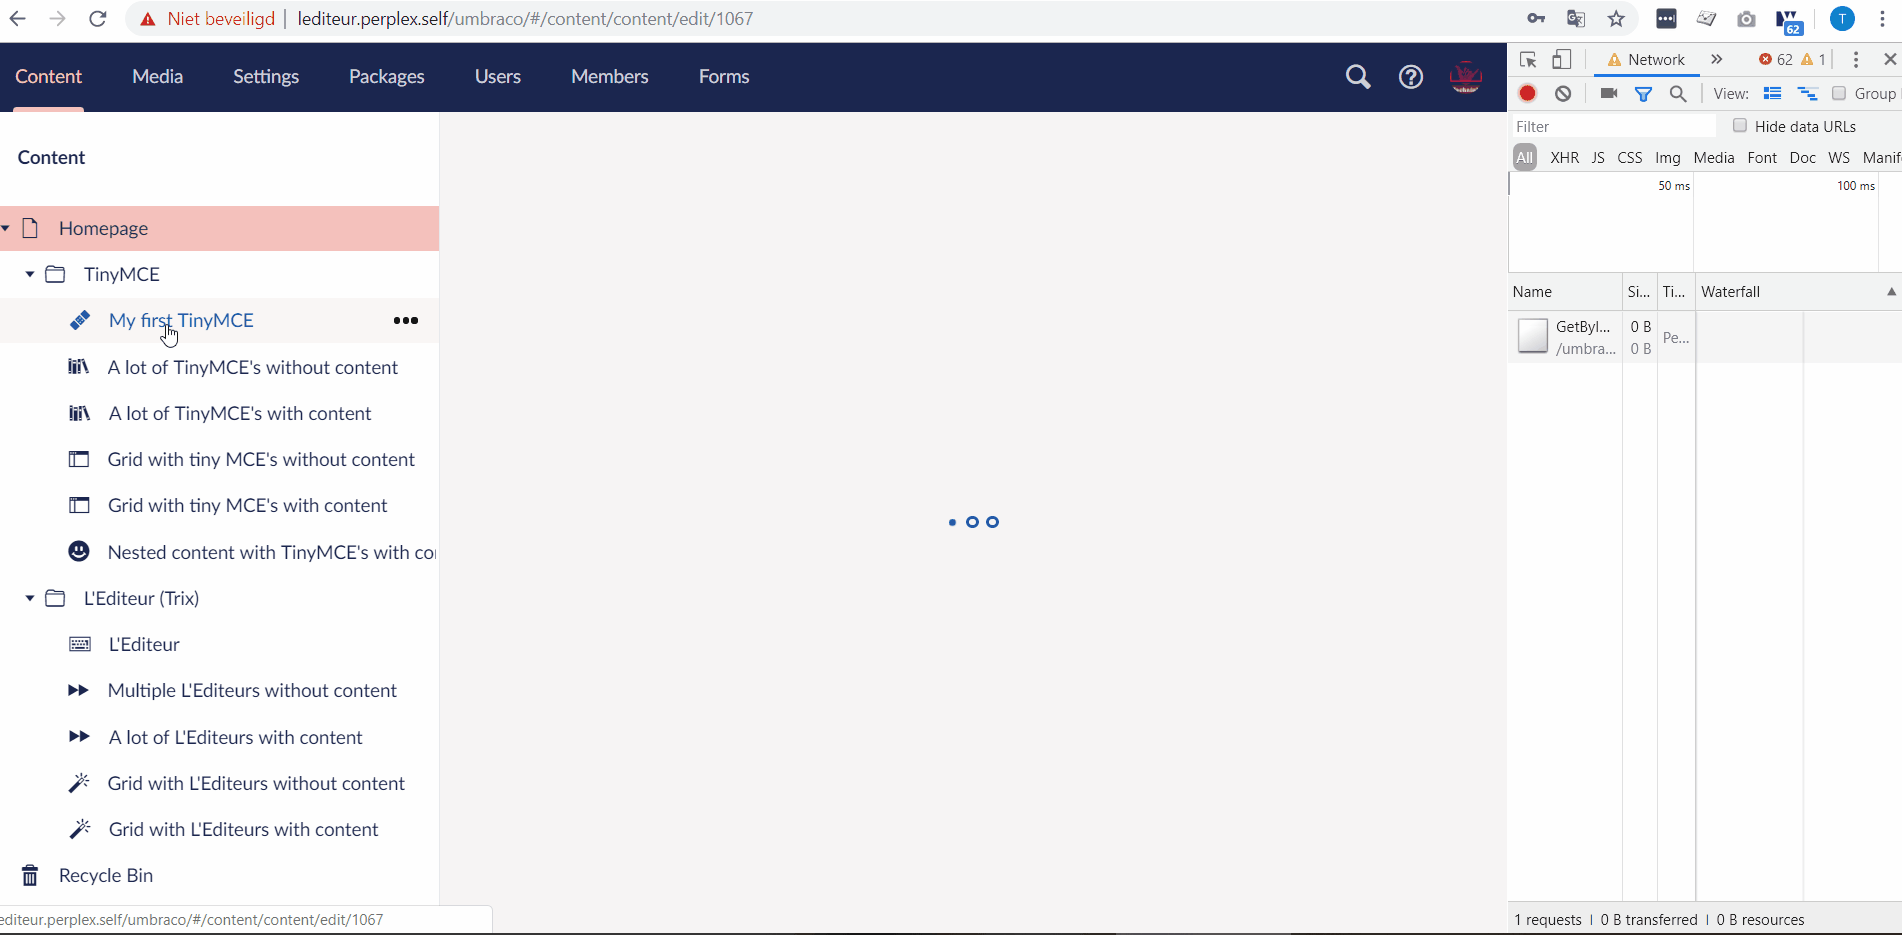 Niet beveiligd | lediteur.perplex.self/umbraco/#/content/content/edit/1067
62
T
Content Media Settings Packages Users Members Forms
Network
62
1
View:
Group
Filter
Hide data URLs
All XHR JS CSS Img Media Font Doc WS Manif
50 ms
100 ms
Name Si... Ti... Waterfall
GetByI... 0 B Pe...
/umbra... 0 B
1 requests | 0 B transferred | 0 B resources
Content
Homepage
TinyMCE
My first TinyMCE
A lot of TinyMCE's without content
A lot of TinyMCE's with content
Grid with tiny MCE's without content
Grid with tiny MCE's with content
Nested content with TinyMCE's with co
L'Editeur (Trix)
L'Editeur
Multiple L'Editeurs without content
A lot of L'Editeurs with content
Grid with L'Editeurs without content
Grid with L'Editeurs with content
Recycle Bin
editeur.perplex.self/umbraco/#/content/content/edit/1067